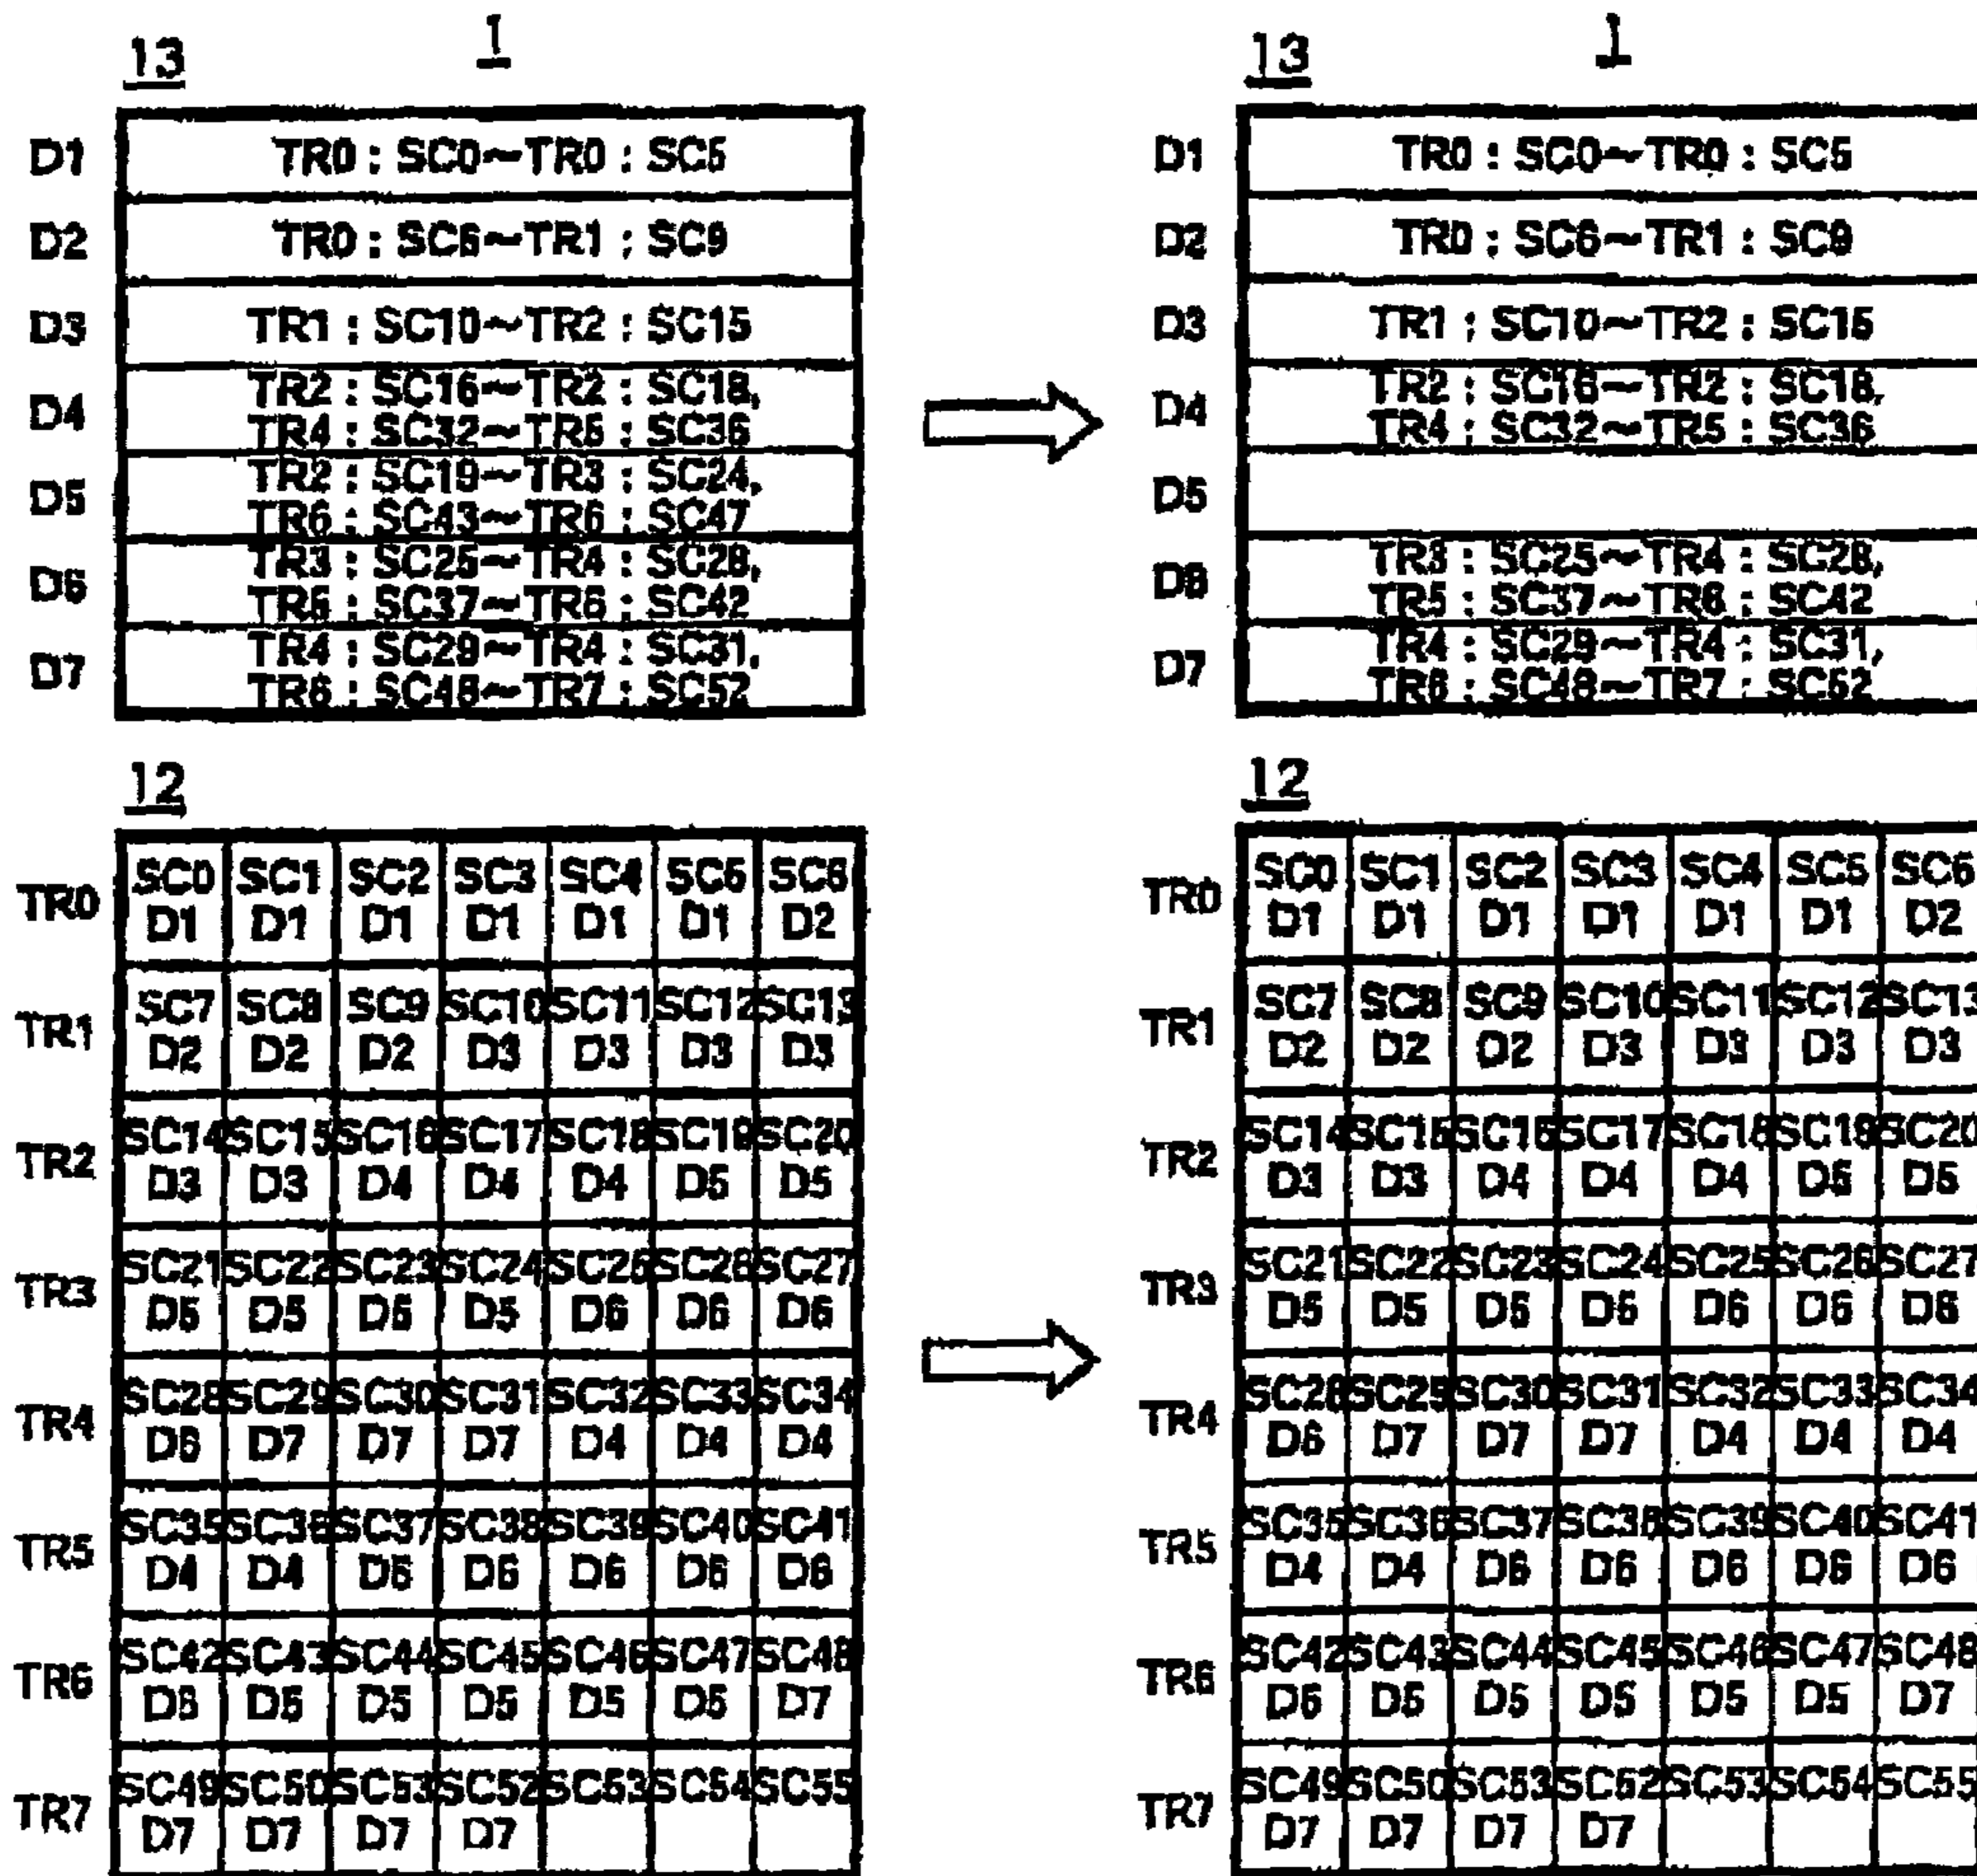 13 1
D1 TR0 : SC0~TR0 : SC5
D2 TR0 : SC6~TR1 : SC9
D3 TR1 : SC10~TR2 : SC15
D4 TR2 : SC16~TR2 : SC18,
TR4 : SC32~TR5 : SC36
D5 TR2 : SC19~TR3 : SC24,
TR6 : SC43~TR6 : SC47
D6 TR3 : SC25~TR4 : SC28,
TR5 : SC37~TR6 : SC42
D7 TR4 : SC29~TR4 : SC31,
TR6 : SC48~TR7 : SC52
12
TR0 SC0 SC1 SC2 SC3 SC4 SC5 SC6
D1 D1 D1 D1 D1 D1 D2
TR1 SC7 SC8 SC9 SC10 SC11 SC12 SC13
D2 D2 D2 D3 D3 D3 D3
TR2 SC14 SC15 SC16 SC17 SC18 SC19 SC20
D3 D3 D4 D4 D4 D5 D5
TR3 SC21 SC22 SC23 SC24 SC25 SC26 SC27
D5 D5 D5 D5 D6 D6 D6
TR4 SC28 SC29 SC30 SC31 SC32 SC33 SC34
D6 D7 D7 D7 D4 D4 D4
TR5 SC35 SC36 SC37 SC38 SC39 SC40 SC41
D4 D4 D6 D6 D6 D6 D6
TR6 SC42 SC43 SC44 SC45 SC46 SC47 SC48
D6 D5 D5 D5 D5 D5 D7
TR7 SC49 SC50 SC53 SC52 SC53 SC54 SC55
D7 D7 D7 D7
13 1
D1 TR0 : SC0~TR0 : SC5
D2 TR0 : SC6~TR1 : SC9
D3 TR1 : SC10~TR2 : SC15
D4 TR2 : SC16~TR2 : SC18,
TR4 : SC32~TR5 : SC36
D5
D6 TR3 : SC25~TR4 : SC28,
TR5 : SC37~TR6 : SC42
D7 TR4 : SC29~TR4 : SC31,
TR6 : SC48~TR7 : SC52
12
TR0 SC0 SC1 SC2 SC3 SC4 SC5 SC6
D1 D1 D1 D1 D1 D1 D2
TR1 SC7 SC8 SC9 SC10 SC11 SC12 SC13
D2 D2 D2 D3 D3 D3 D3
TR2 SC14 SC15 SC16 SC17 SC18 SC19 SC20
D3 D3 D4 D4 D4 D5 D5
TR3 SC21 SC22 SC23 SC24 SC25 SC26 SC27
D5 D5 D5 D5 D6 D6 D6
TR4 SC28 SC29 SC30 SC31 SC32 SC33 SC34
D6 D7 D7 D7 D4 D4 D4
TR5 SC35 SC36 SC37 SC38 SC39 SC40 SC41
D4 D4 D6 D6 D6 D6 D6
TR6 SC42 SC43 SC44 SC45 SC46 SC47 SC48
D6 D5 D5 D5 D5 D5 D7
TR7 SC49 SC50 SC53 SC52 SC53 SC54 SC55
D7 D7 D7 D7